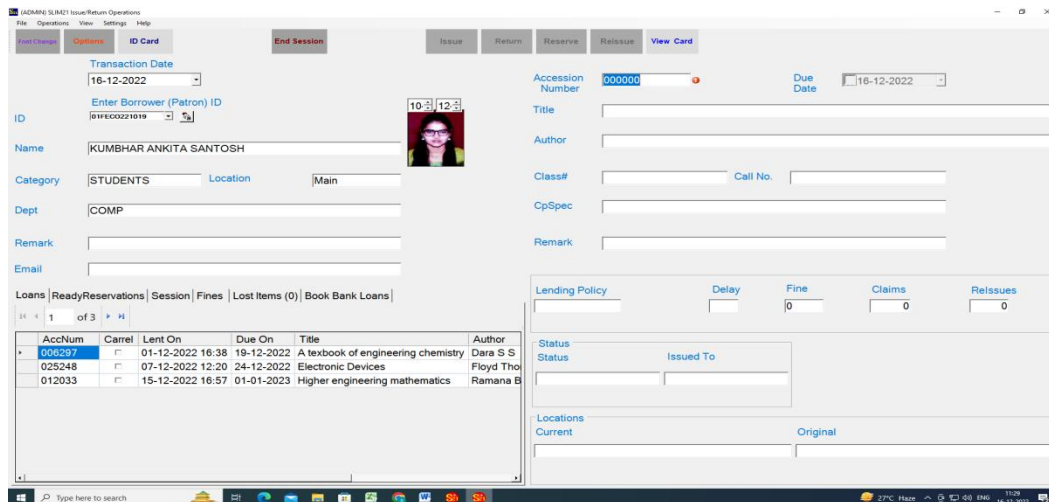 (ADMIN) SLIM21 Issue/Return Operations
File Operations View Settings Help
Font Change Options ID Card End Session Issue Return Reserve Reissue View Card
Transaction Date
16-12-2022
Enter Borrower (Patron) ID
ID 01FECO221019
10 12
Name KUMBHAR ANKITA SANTOSH
Category STUDENTS Location Main
Dept COMP
Remark
Email
Loans ReadyReservations Session Fines Lost Items (0) Book Bank Loans
1 of 3
AccNum Carrel Lent On Due On Title Author
006297 01-12-2022 16:38 19-12-2022 A texbook of engineering chemistry Dara S S
025248 07-12-2022 12:20 24-12-2022 Electronic Devices Floyd Tho
012033 15-12-2022 16:57 01-01-2023 Higher engineering mathematics Ramana B
Accession Number 000000 Due Date 16-12-2022
Title
Author
Class# Call No.
CpSpec
Remark
Lending Policy Delay Fine Claims ReIssues
0 0 0
Status
Status Issued To
Locations
Current Original
Type here to search
27°C Haze ENG 11:29
16-12-2022